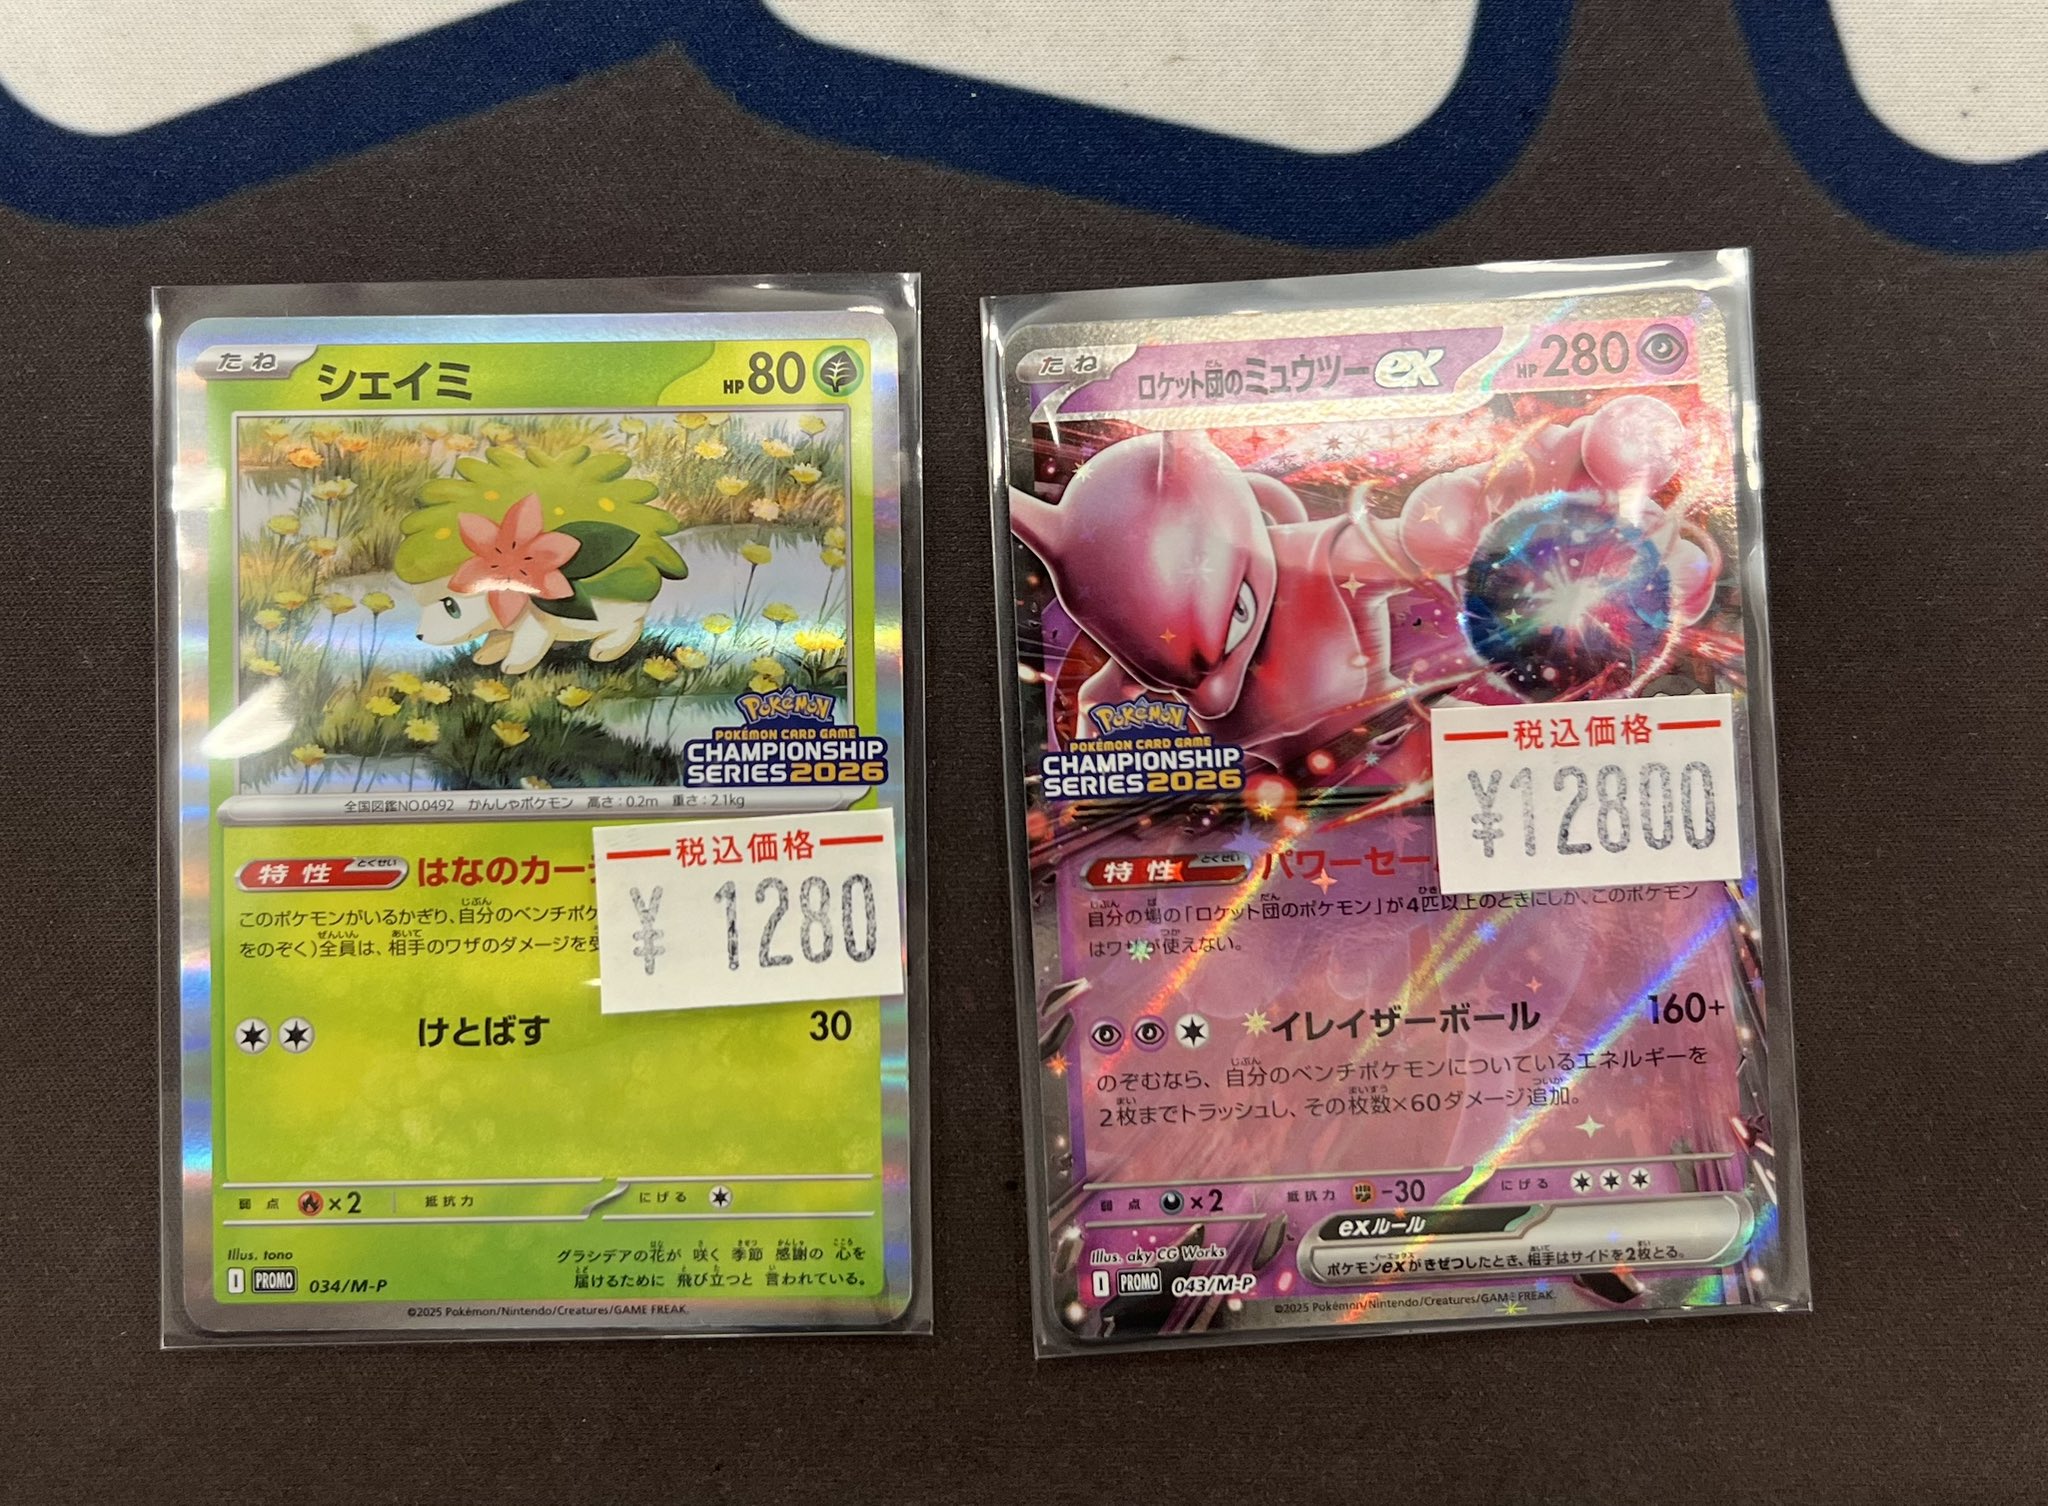 たね
シェイミ
HP 80
Pokémon
POKÉMON CARD GAME
CHAMPIONSHIP
SERIES 2026
全国図鑑NO.0492 かんしゃポケモン 高さ:0.2m 重さ:2.1kg
税込価格
¥ 1280
特性 とくせい はなのカー
このポケモンがいるかぎり、自分のベンチポケ
をのぞく)全員は、相手のワザのダメージを受
けとばす 30
弱点 ×2 抵抗力 にげる
Illus. tono
グラシデアの花が 咲く 季節 感謝の 心を
届けるために 飛び立つと 言われている。
I PROMO 034/M-P
©2025 Pokémon/Nintendo/Creatures/GAME FREAK.
たね
ロケット団のミュウツーex
HP 280
Pokémon
POKÉMON CARD GAME
CHAMPIONSHIP
SERIES 2026
税込価格
¥12800
特性 とくせい パワーセー
自分の場の「ロケット団のポケモン」が4匹以上のときにしか、このポケモン
はワザが使えない。
イレイザーボール 160+
のぞむなら、自分のベンチポケモンについているエネルギーを
2枚までトラッシュし、その枚数×60ダメージ追加。
弱点 ×2 抵抗力 -30 にげる
exルール
ポケモンexがきぜつしたとき、相手はサイドを2枚とる。
Illus. aky CG Works
I PROMO 043/M-P
©2025 Pokémon/Nintendo/Creatures/GAME FREAK.